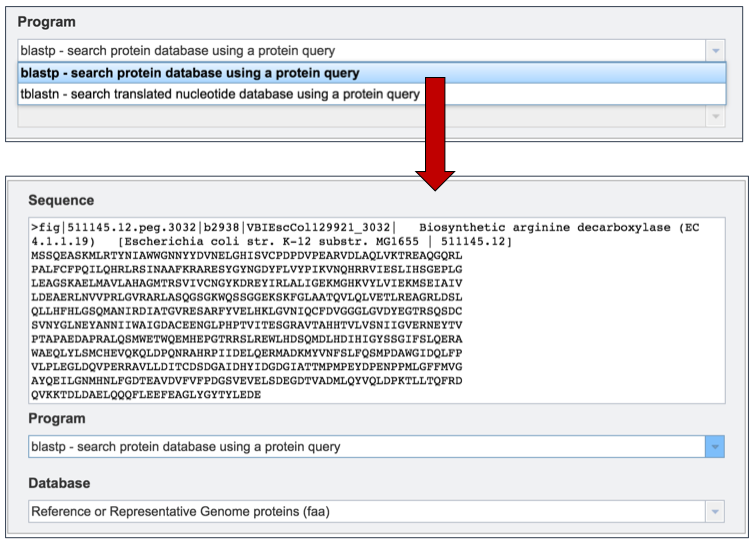 Program
blastp - search protein database using a protein query
blastp - search protein database using a protein query
tblastn - search translated nucleotide database using a protein query
Sequence
>fig|511145.12.peg.3032|b2938|VBIEscCol129921_3032|   Biosynthetic arginine decarboxylase (EC
4.1.1.19)   [Escherichia coli str. K-12 substr. MG1655 | 511145.12]
MSSQEASKMLRTYNIAWWGNNYYDVNELGHISVCPDPDVPEARVDLAQLVKTREAQGQRL
PALFCFPQILQHRLRSINAAFKRARESYGYNGDYFLVYPIKVNQHRRVIESLIHSGEPLG
LEAGSKAELMAVLAHAGMTRSVIVCNGYKDREYIRLALIGEKMGHKVYLVIEKMSEIAIV
LDEAERLNVVPRLGVRARLASQGSGKWQSSGGEKSKFGLAATQVLQLVETLREAGRLDSL
QLLHFHLGSQMANIRDIATGVRESARFYVELHKLGVNIQCFDVGGGLGVDYEGTRSQSDC
SVNYGLNEYANNIIWAIGDACEENGLPHPTVITESGRAVTAHHTVLVSNIIGVERNEYTV
PTAPAEDAPRALQSMWETWQEMHEPGTRRSLREWLHDSQMDLHDIHIGYSSGIFSLQERA
WAEQLYLSMCHEVQKQLDPQNRAHRPIIDELQERMADKMYVNFSLFQSMPDAWGIDQLFP
VLPLEGLDQVPERRAVLLDITCDSDGAIDHYIDGDGIATTMPMPEYDPENPPMLGFFMVG
AYQEILGNMHNLFGDTEAVDVFVFPDGSVEVELSDEGDTVADMLQYVQLDPKTLLTQFRD
QVKKTDLDAELQQQFLEEFEAGLYGYTYLEDE
Program
blastp - search protein database using a protein query
Database
Reference or Representative Genome proteins (faa)